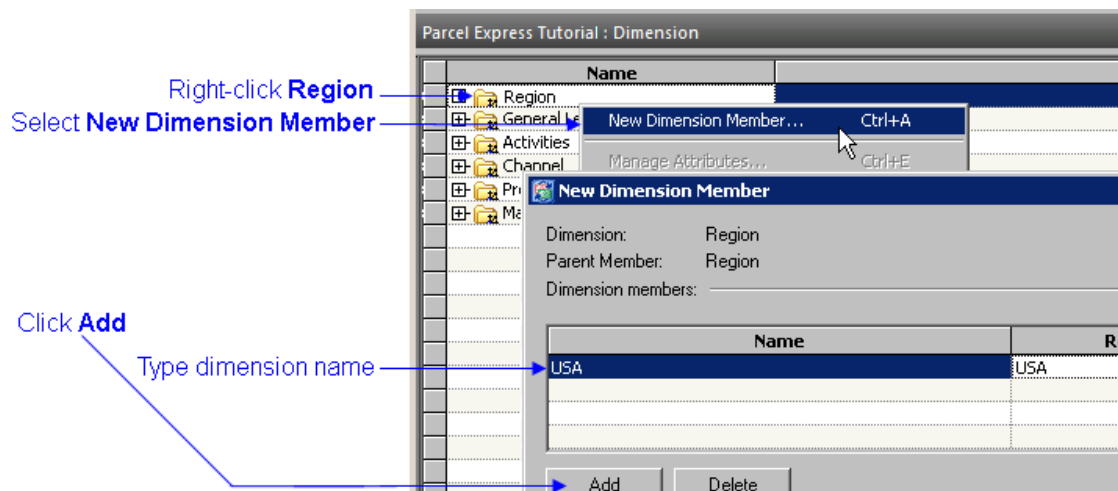 Parcel Express Tutorial : Dimension
Name
Right-click Region
Region
Select New Dimension Member
General Le
New Dimension Member... Ctrl+A
Activities
Channel
Manage Attributes... Ctrl+E
Pr
Ma
New Dimension Member
Dimension: Region
Parent Member: Region
Dimension members:
Click Add
Name R
Type dimension name
USA USA
Add Delete